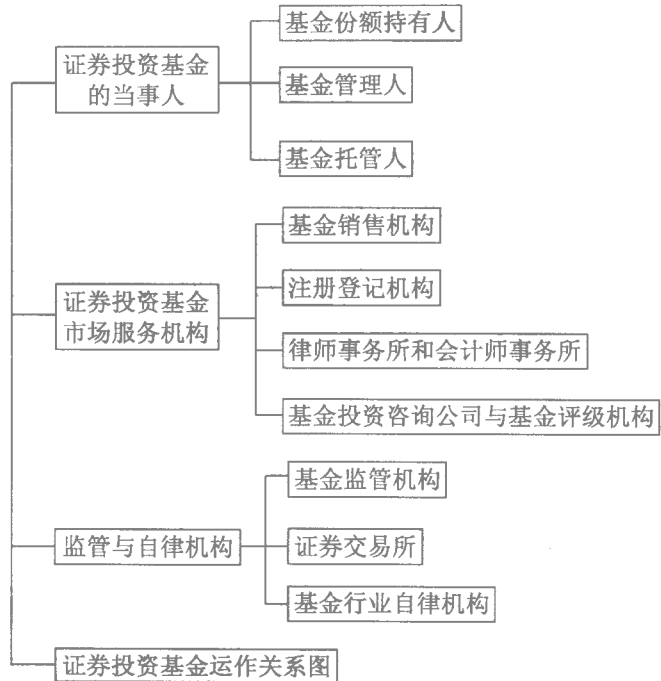 证券投资基金
的当事人
基金份额持有人
基金管理人
基金托管人
证券投资基金
市场服务机构
基金销售机构
注册登记机构
律师事务所和会计师事务所
基金投资咨询公司与基金评级机构
监管与自律机构
基金监管机构
证券交易所
基金行业自律机构
证券投资基金运作关系图